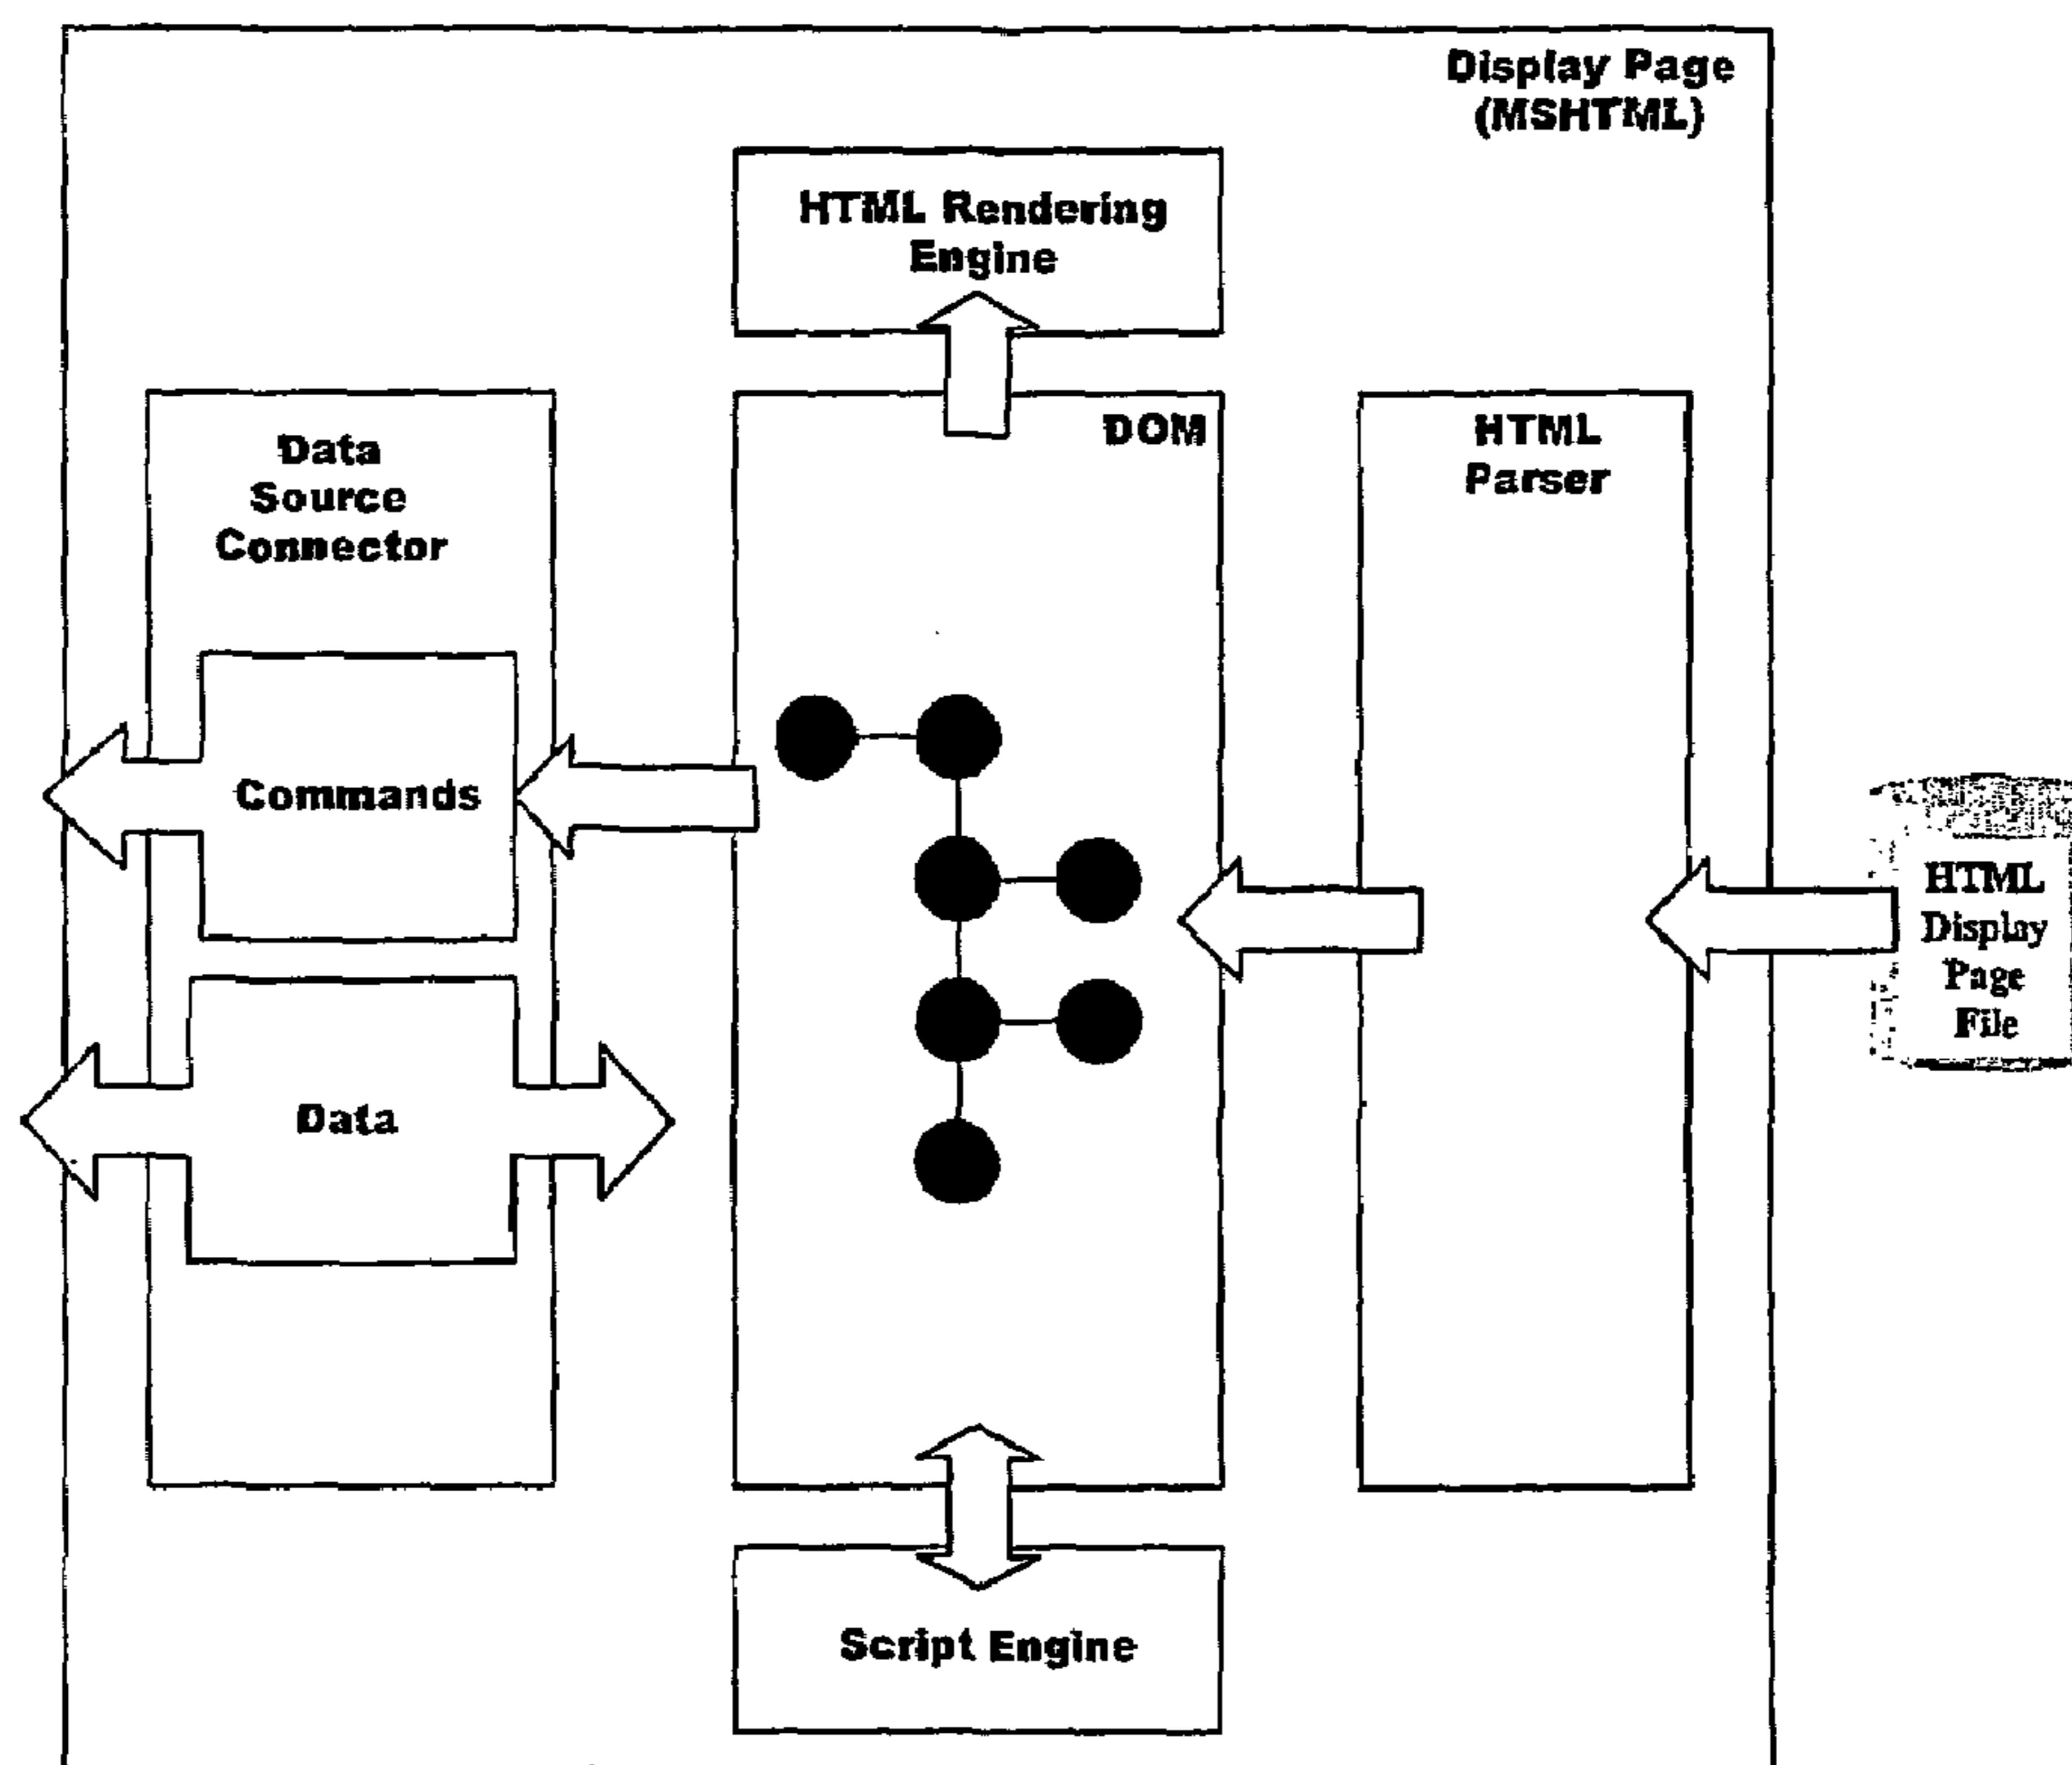 Display Page
(MSHTML)
HTML Rendering
Engine
Data
Source
Connector
DOM
HTML
Parser
Commands
HTML
Display
Page
File
Data
Script Engine